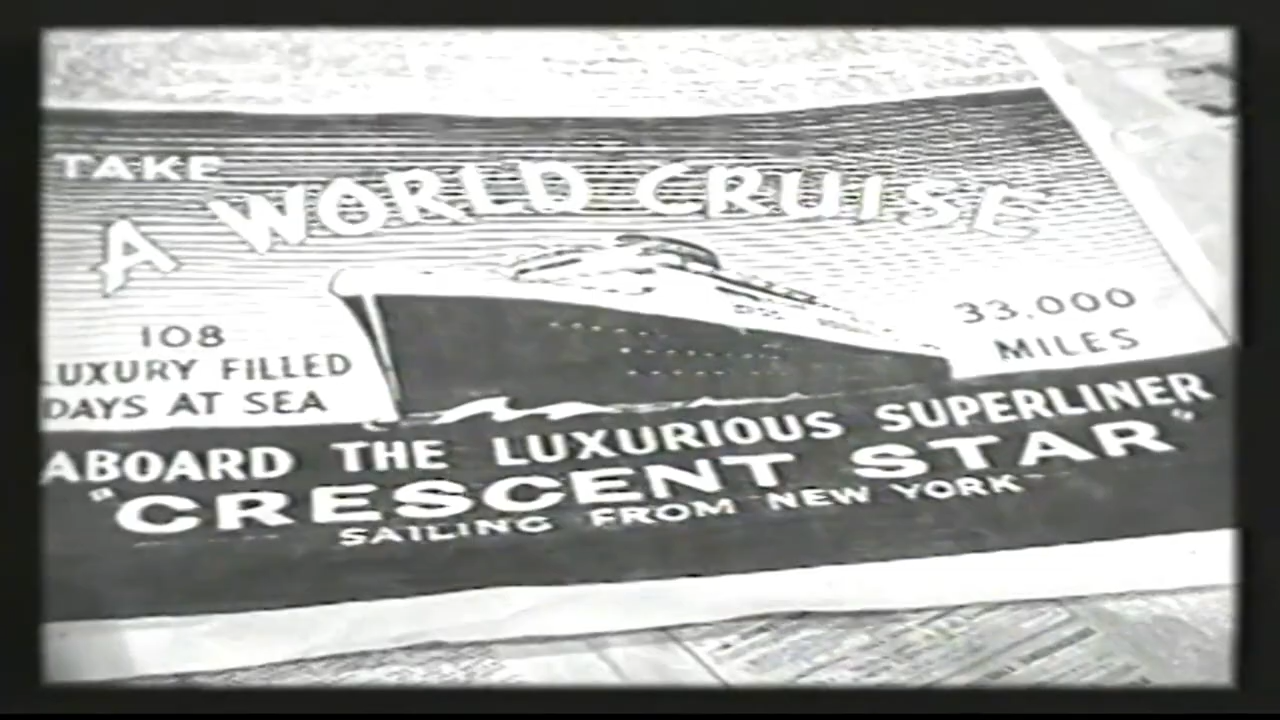 TAKE
A WORLD CRUISE
108
LUXURY FILLED
DAYS AT SEA
33,000
MILES
ABOARD THE LUXURIOUS SUPERLINER
"CRESCENT STAR"
SAILING FROM NEW YORK